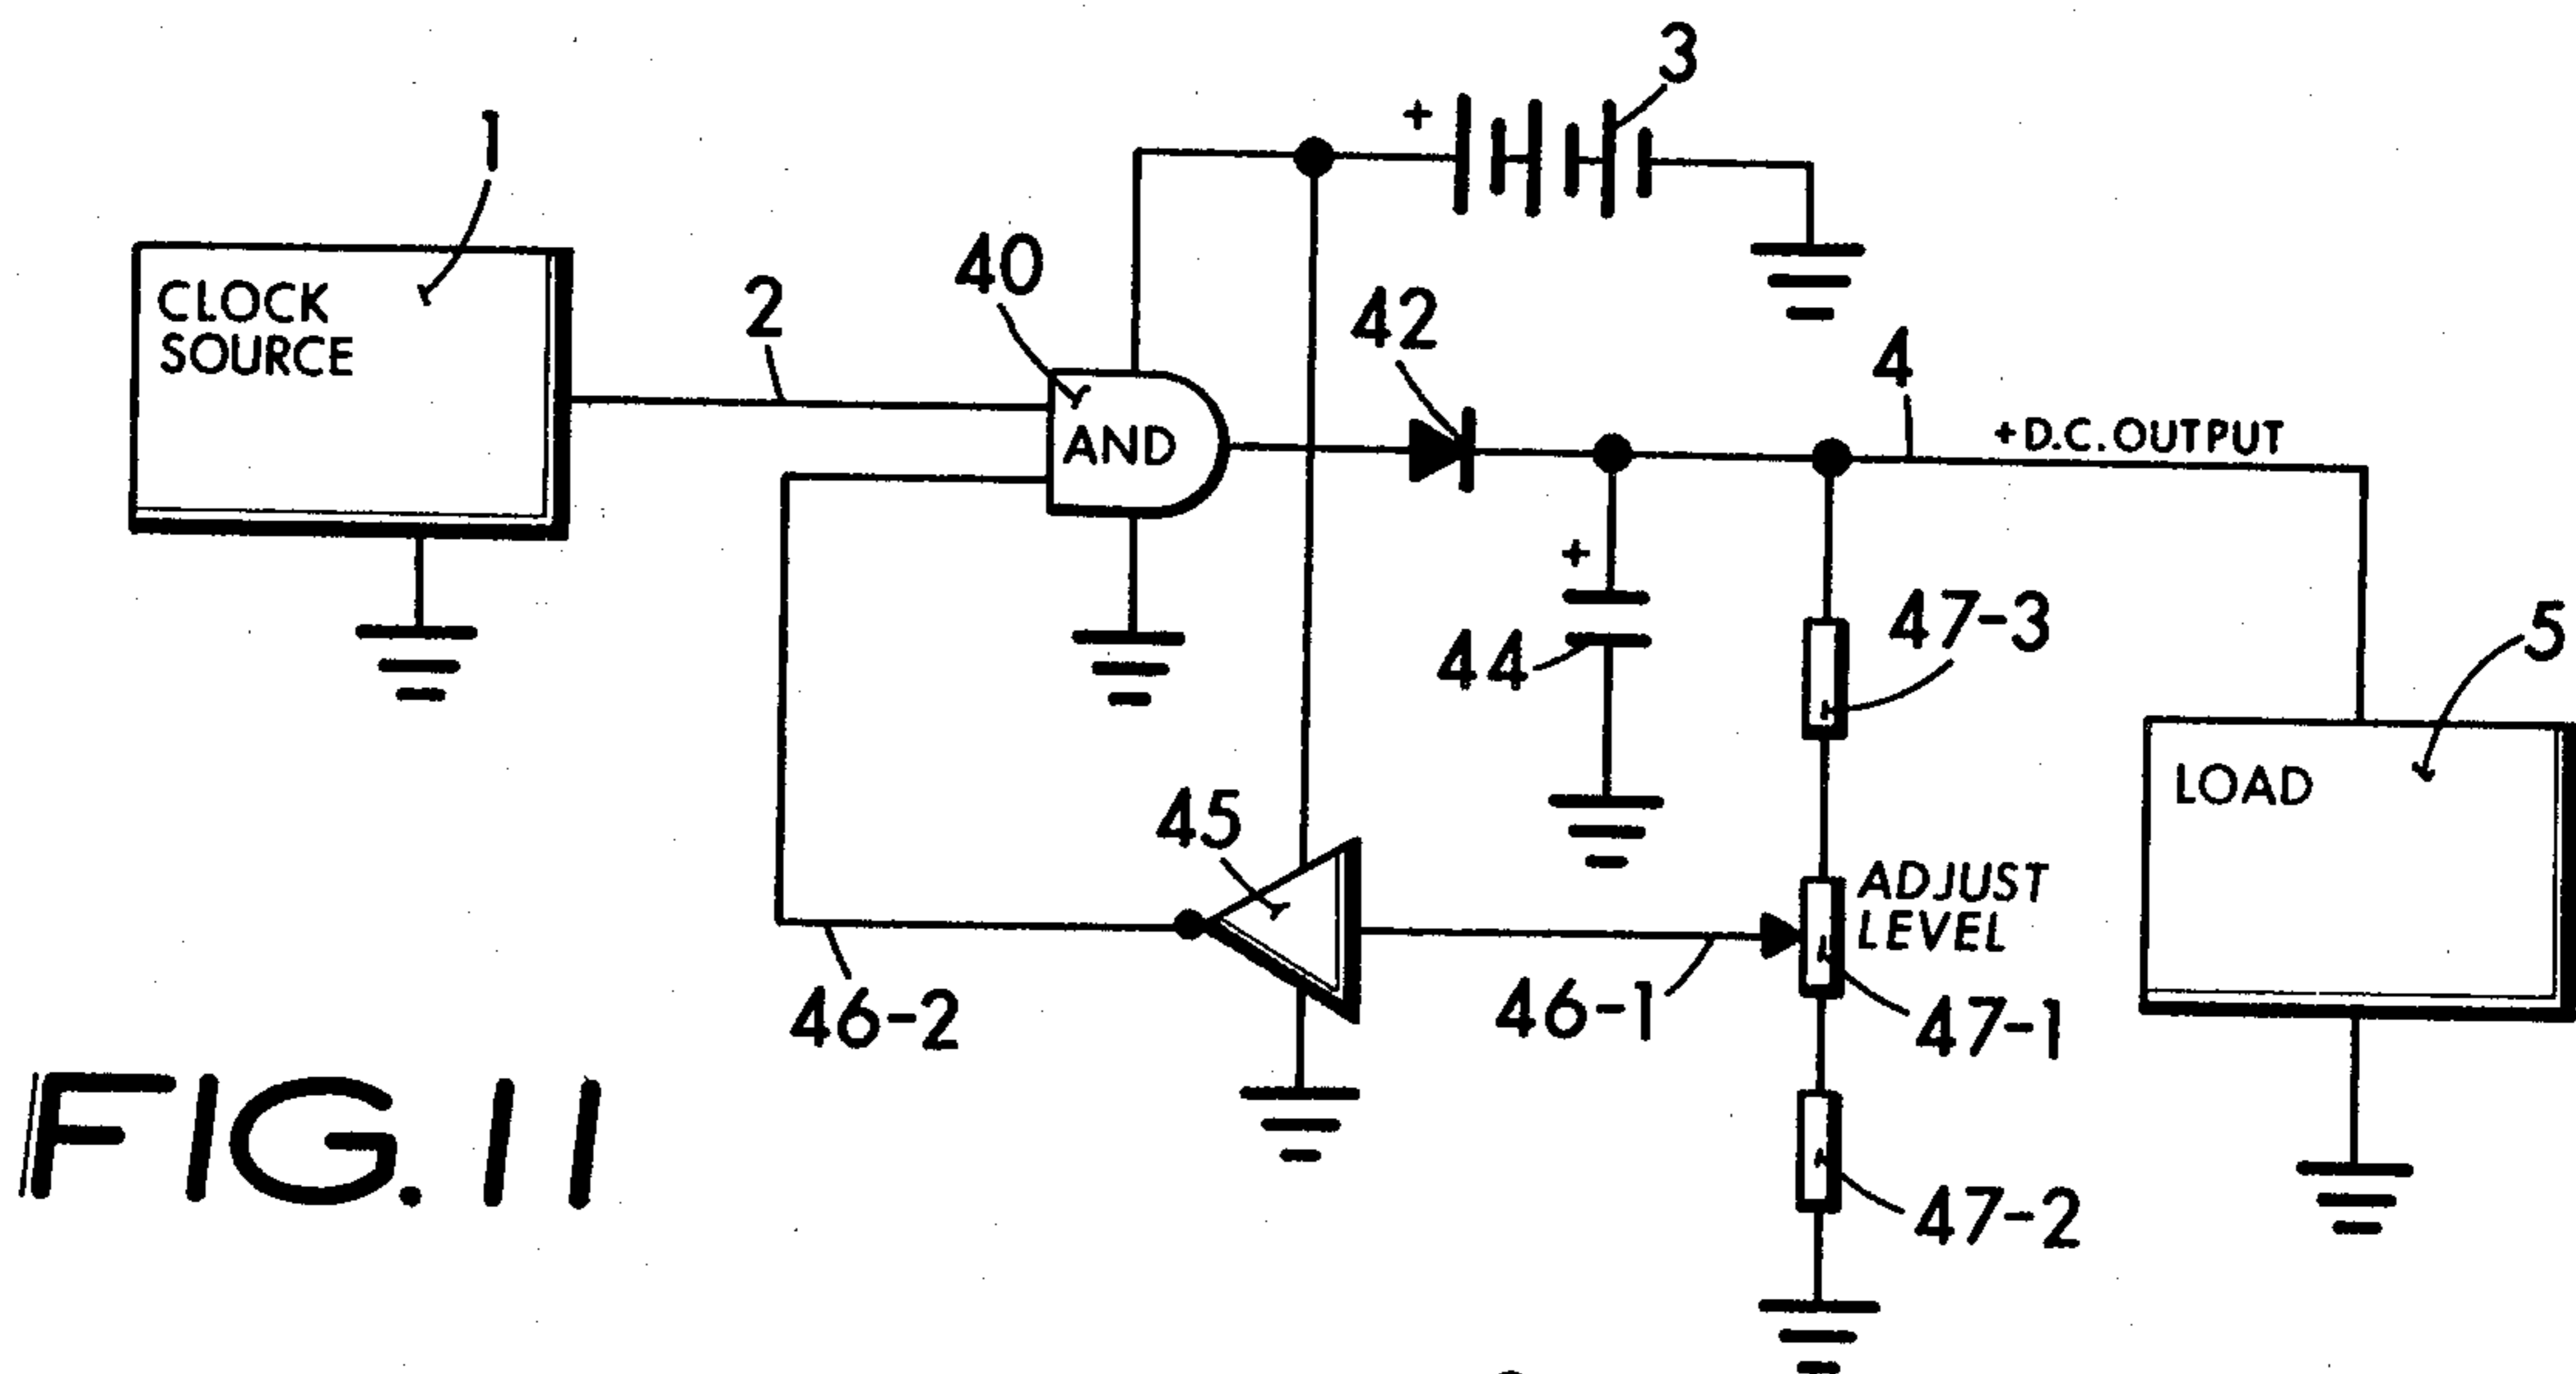 3
1
CLOCK
SOURCE
2
40
42
4
+D.C. OUTPUT
+
+
44
47-3
5
LOAD
45
ADJUST
LEVEL
46-2
46-1
47-1
47-2
FIG. 11
AND